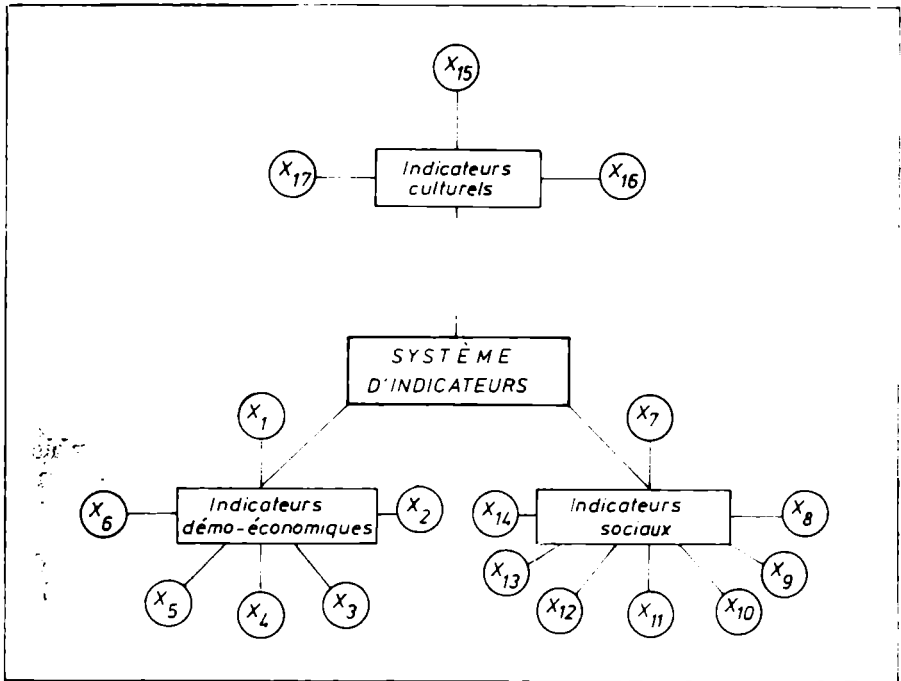 X15
X17
Indicateurs
culturels
X16
SYSTÈME
D'INDICATEURS
X1
X7
X6
Indicateurs
démo-économiques
X2
X14
Indicateurs
sociaux
X8
X5
X4
X3
X13
X12
X11
X10
X9